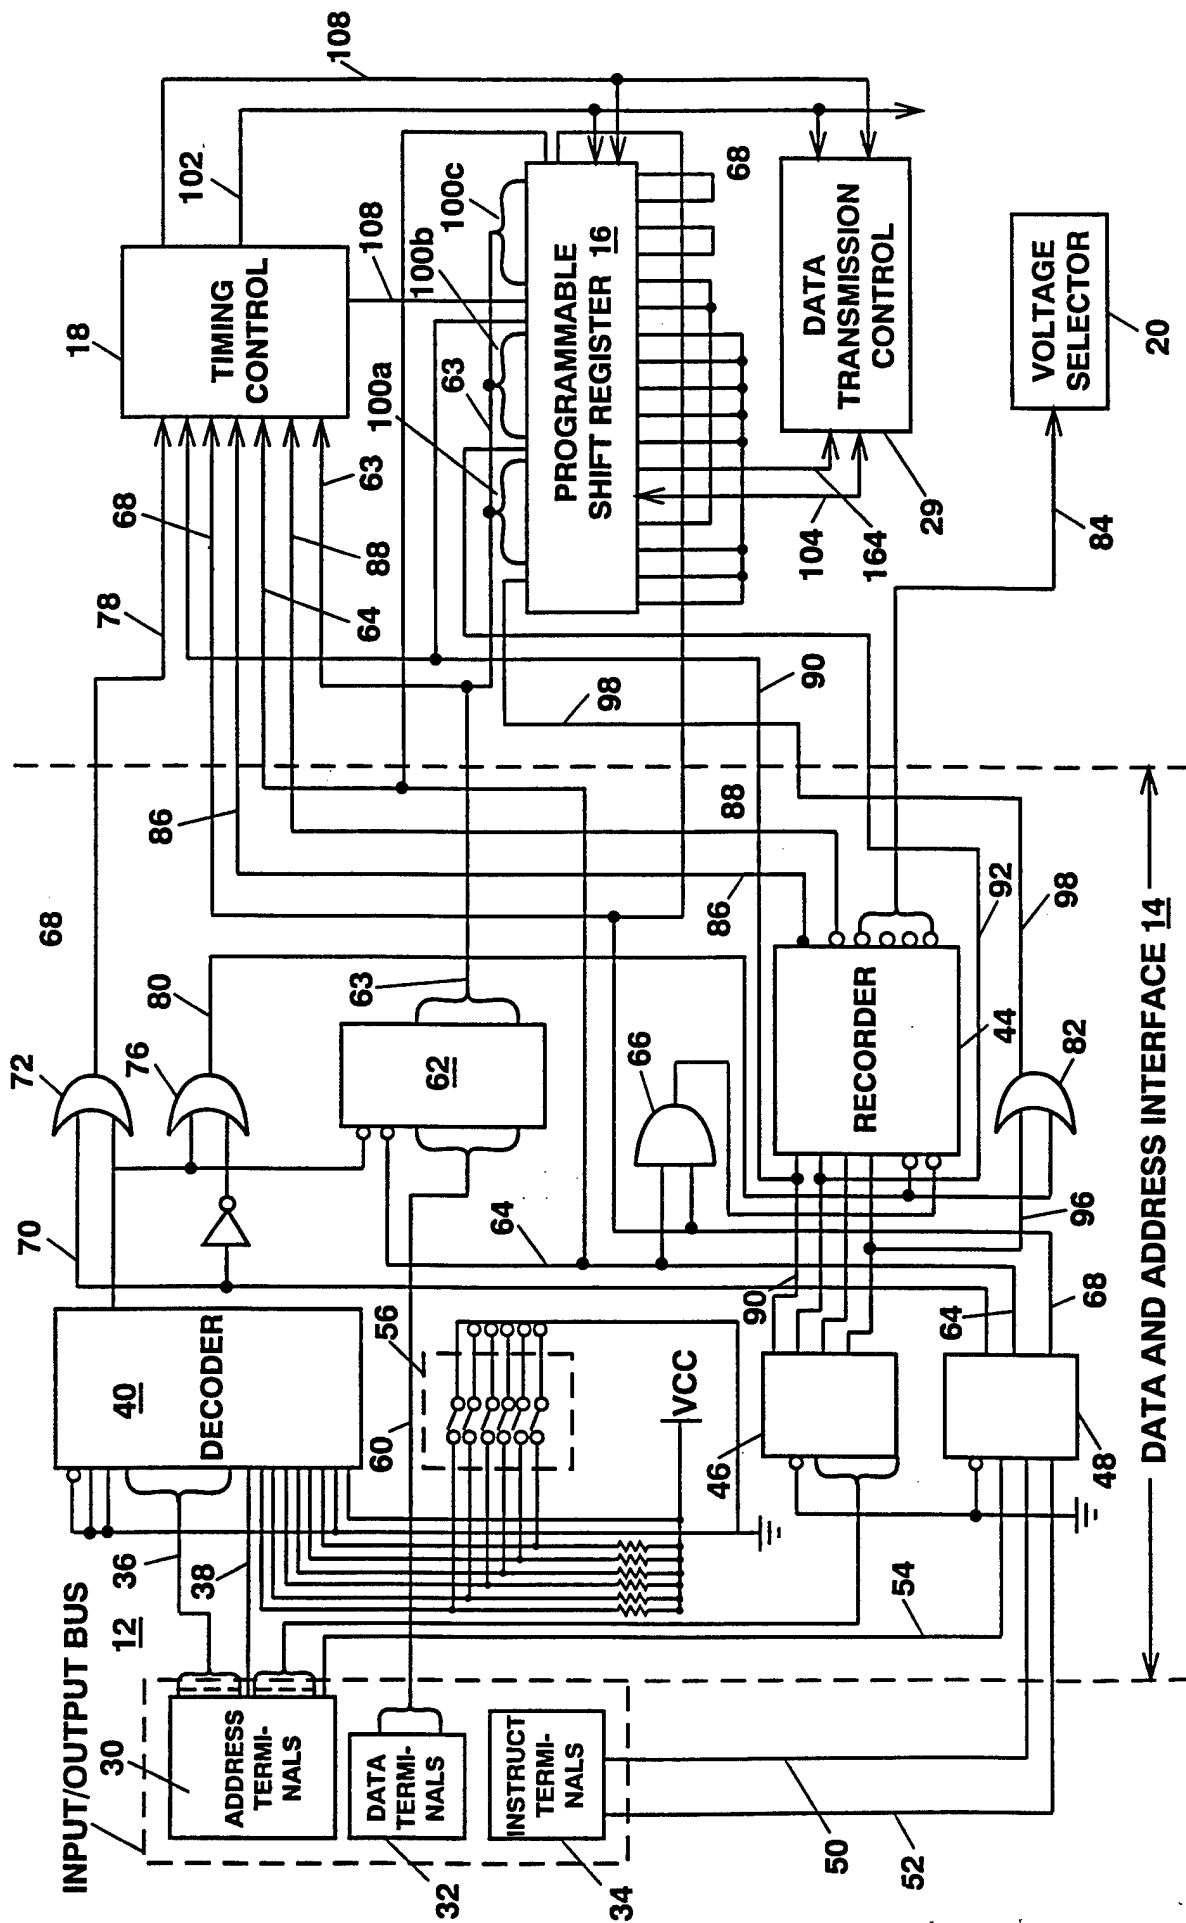 INPUT/OUTPUT BUS
12
30
ADDRESS
TERMI-
NALS
32
DATA
TERMI-
NALS
34
INSTRUCT
TERMI-
NALS
36
38
40
DECODER
60
56
VCC
46
48
54
50
52
70
72
68
76
80
62
63
64
66
90
64
68
96
RECORDER
44
82
86
88
92
98
DATA AND ADDRESS INTERFACE 14
86
78
68
64
88
63
98
90
18
TIMING
CONTROL
102
108
108
100a
63
100b
100c
PROGRAMMABLE
SHIFT REGISTER 16
68
104
164
29
DATA
TRANSMISSION
CONTROL
84
VOLTAGE
SELECTOR
20